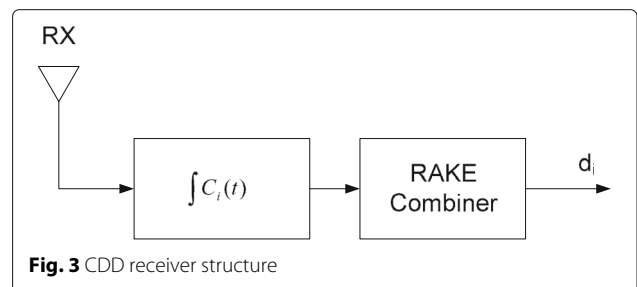 RX
∫C_i(t)
RAKE
Combiner
d_i
Fig. 3 CDD receiver structure